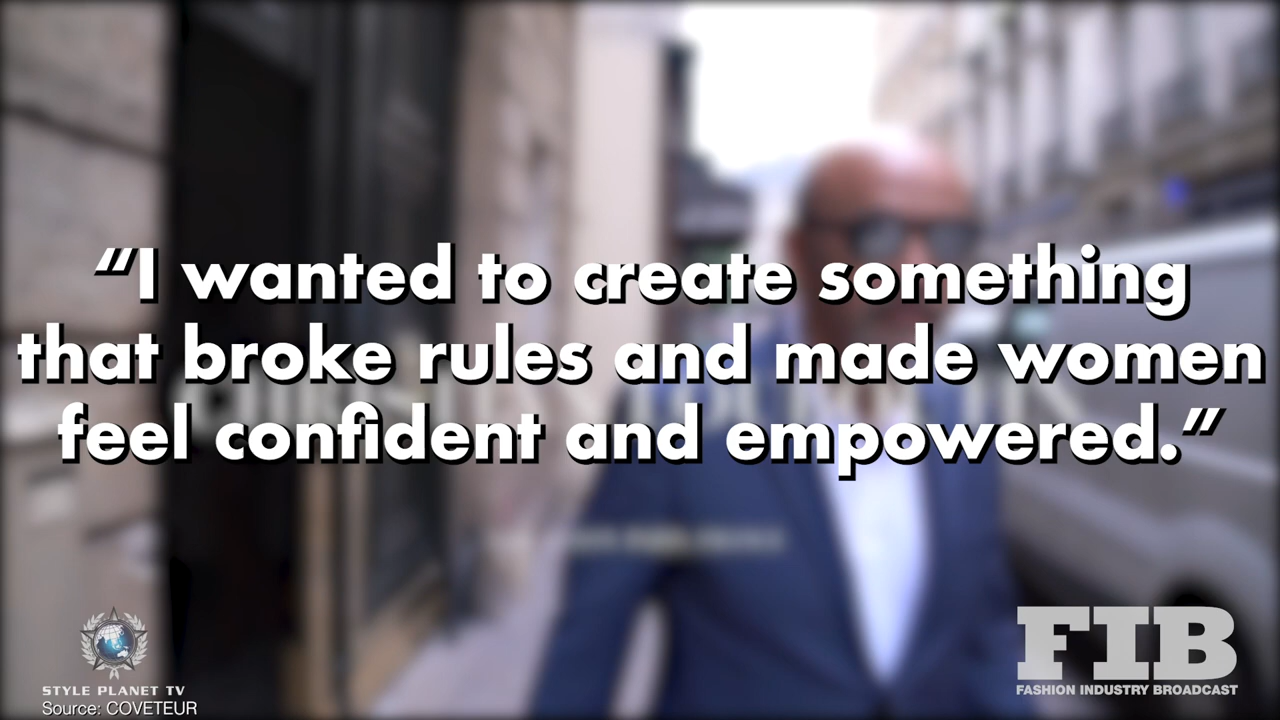 “I wanted to create something
that broke rules and made women
feel confident and empowered.”
STYLE PLANET TV
Source: COVETEUR
FIB
FASHION INDUSTRY BROADCAST